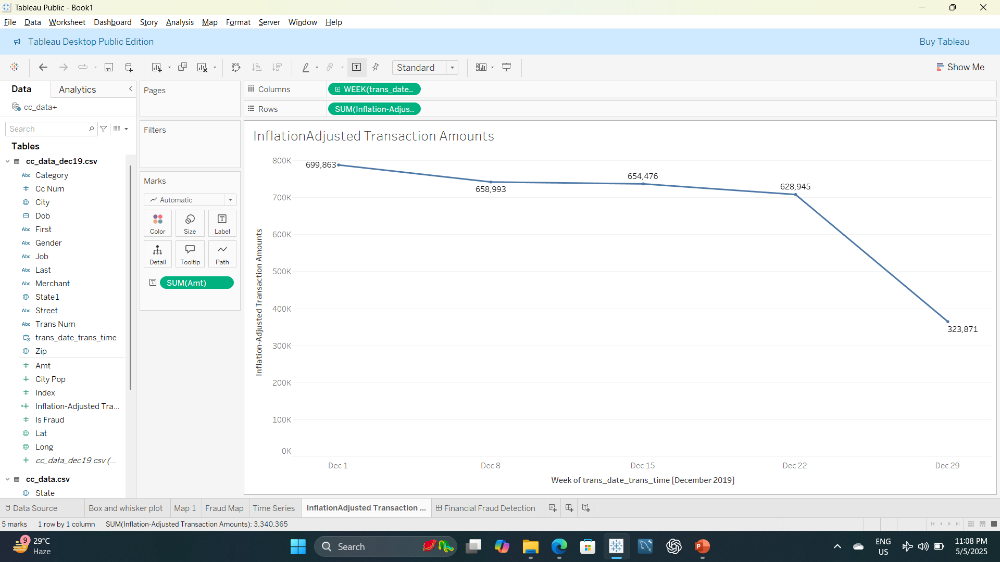 Tableau Public - Book1
File Data Worksheet Dashboard Story Analysis Map Format Server Window Help
Tableau Desktop Public Edition
Buy Tableau
Standard
Show Me
Data
Analytics
cc_data+
Search
Tables
cc_data_dec19.csv
Abc Category
Cc Num
City
Dob
Abc First
Abc Gender
Abc Job
Abc Last
Abc Merchant
State1
Abc Street
Abc Trans Num
trans_date_trans_time
Zip
Amt
City Pop
Index
Inflation-Adjusted Tra...
Is Fraud
Lat
Long
cc_data_dec19.csv (...
cc_data.csv
State
Pages
Filters
Marks
Automatic
Color Size Label
Detail Tooltip Path
SUM(Amt)
Columns
WEEK(trans_date..
Rows
SUM(Inflation-Adjus..
InflationAdjusted Transaction Amounts
Inflation-Adjusted Transaction Amounts
800K
700K
600K
500K
400K
300K
200K
100K
0K
699,863
658,993
654,476
628,945
323,871
Dec 1 Dec 8 Dec 15 Dec 22 Dec 29
Week of trans_date_trans_time [December 2019]
Data Source
Box and whisker plot
Map 1
Fraud Map
Time Series
InflationAdjusted Transaction ...
Financial Fraud Detection
5 marks 1 row by 1 column SUM(Inflation-Adjusted Transaction Amounts): 3,340,365
9
29°C
Haze
Search
P
ENG
US
11:08 PM
5/5/2025